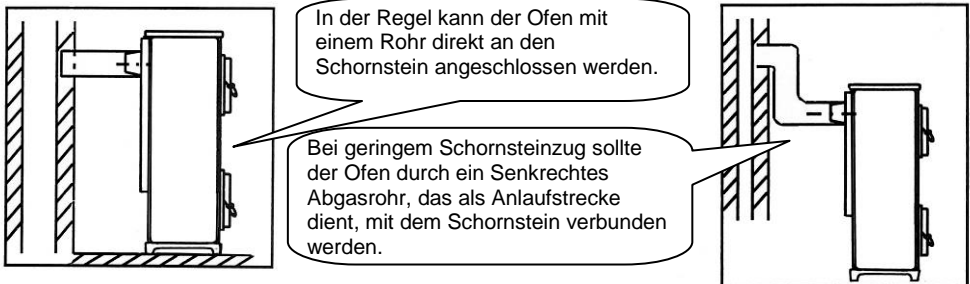 In der Regel kann der Ofen mit
einem Rohr direkt an den
Schornstein angeschlossen werden.
Bei geringem Schornsteinzug sollte
der Ofen durch ein Senkrechtes
Abgasrohr, das als Anlaufstrecke
dient, mit dem Schornstein verbunden
werden.